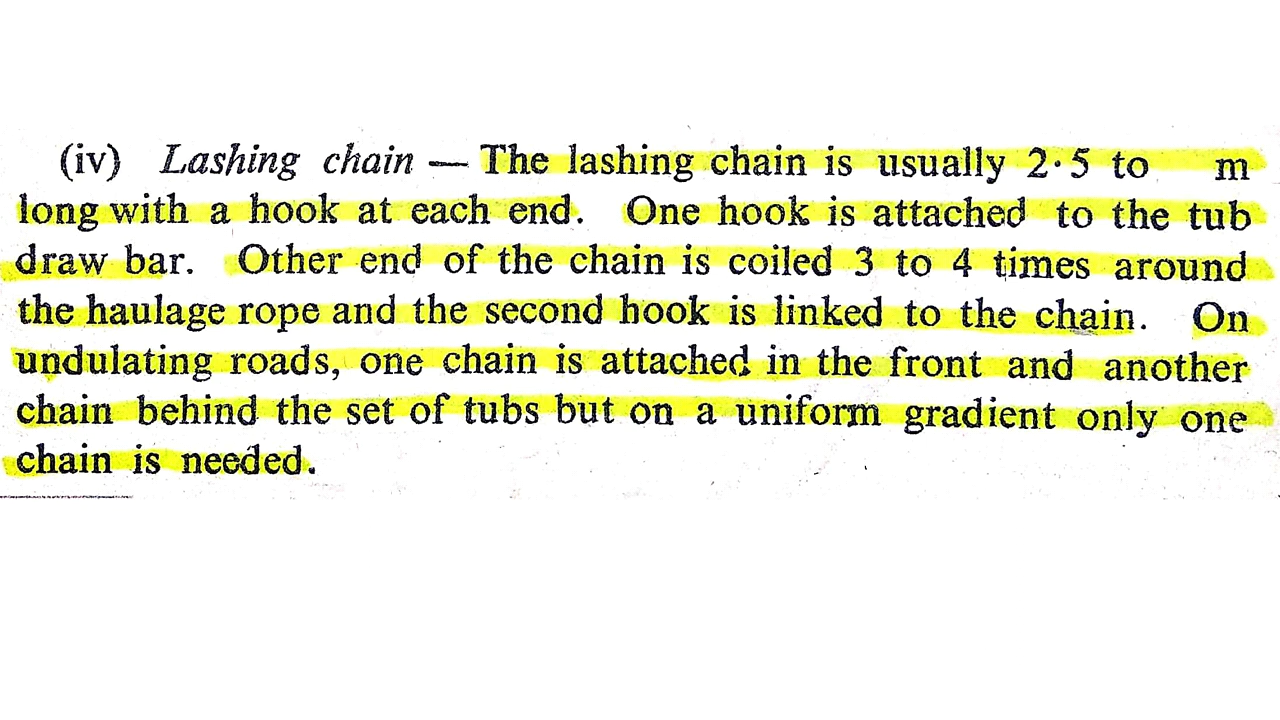 (iv) Lashing chain — The lashing chain is usually 2·5 to m
long with a hook at each end. One hook is attached to the tub
draw bar. Other end of the chain is coiled 3 to 4 times around
the haulage rope and the second hook is linked to the chain. On
undulating roads, one chain is attached in the front and another
chain behind the set of tubs but on a uniform gradient only one
chain is needed.